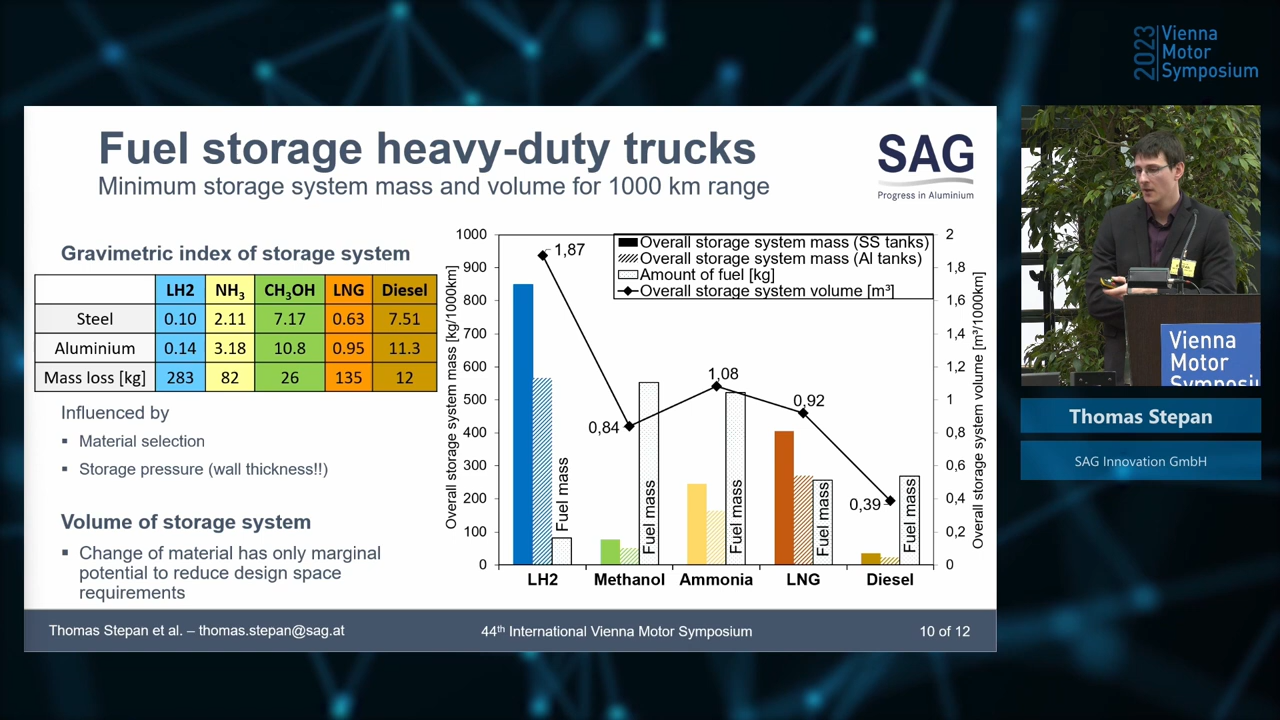 2023
Vienna
Motor
Symposium
Fuel storage heavy-duty trucks
Minimum storage system mass and volume for 1000 km range
SAG
Progress in Aluminium
Gravimetric index of storage system
LH2 NH3 CH3OH LNG Diesel
Steel 0.10 2.11 7.17 0.63 7.51
Aluminium 0.14 3.18 10.8 0.95 11.3
Mass loss [kg] 283 82 26 135 12
Influenced by
▪ Material selection
▪ Storage pressure (wall thickness!!)
Volume of storage system
▪ Change of material has only marginal
potential to reduce design space
requirements
Overall storage system mass [kg/1000km]
1000
900
800
700
600
500
400
300
200
100
0
Overall storage system mass (SS tanks)
Overall storage system mass (Al tanks)
Amount of fuel [kg]
Overall storage system volume [m³]
1,87
0,84
1,08
0,92
0,39
Fuel mass
Fuel mass
Fuel mass
Fuel mass
Fuel mass
LH2 Methanol Ammonia LNG Diesel
2
1,8
1,6
1,4
1,2
1
0,8
0,6
0,4
0,2
0
Overall storage system volume [m³/1000km]
Thomas Stepan et al. – thomas.stepan@sag.at 44th International Vienna Motor Symposium 10 of 12
Vienna
Motor
Symposi
Thomas Stepan
SAG Innovation GmbH